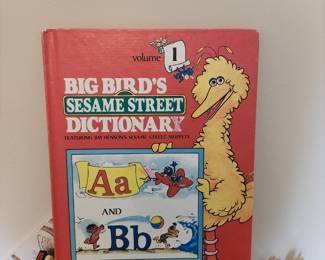 volume 1
BIG BIRD'S
SESAME STREET
DICTIONARY
FEATURING JIM HENSON'S SESAME STREET MUPPETS
Aa
AND
Bb